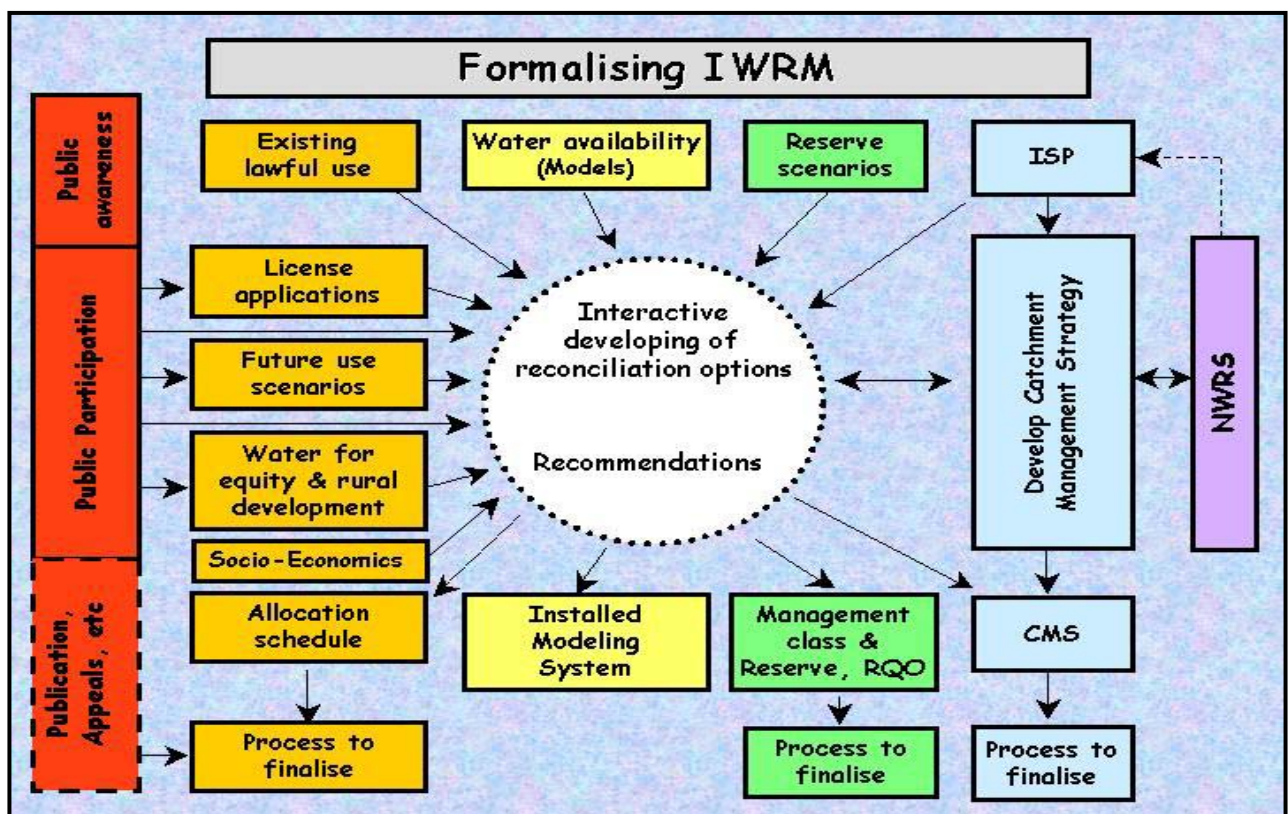 Formalising IWRM
Public
awareness
Public Participation
Publication,
Appeals, etc
Existing
lawful use
Water availability
(Models)
Reserve
scenarios
ISP
License
applications
Future use
scenarios
Water for
equity & rural
development
Socio-Economics
Allocation
schedule
Process to
finalise
Interactive
developing of
reconciliation options
Recommendations
Installed
Modeling
System
Management
class &
Reserve, RQO
Process to
finalise
Develop Catchment
Management Strategy
NWRS
CMS
Process to
finalise